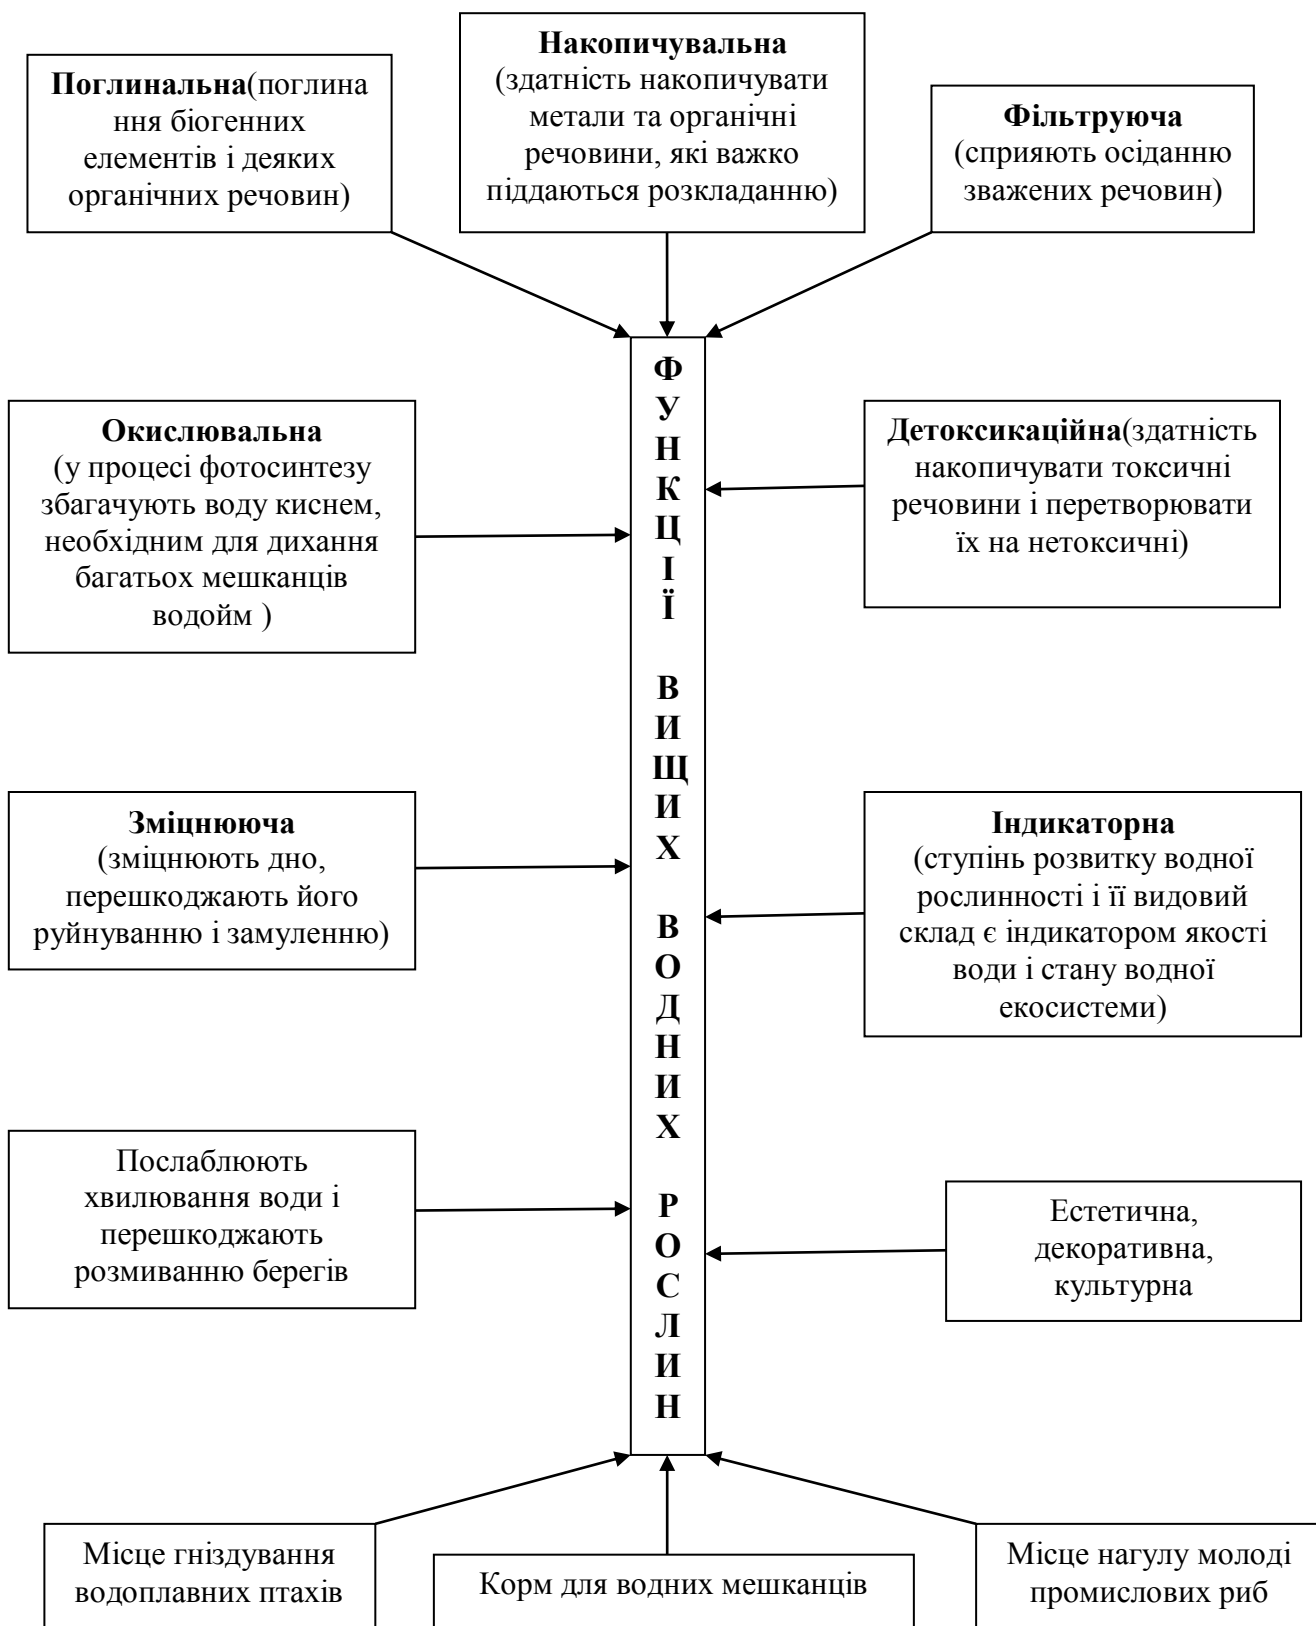 Поглинальна(поглина
ння біогенних
елементів і деяких
органічних речовин)
Накопичувальна
(здатність накопичувати
метали та органічні
речовини, які важко
піддаються розкладанню)
Фільтруюча
(сприяють осіданню
зважених речовин)
Окислювальна
(у процесі фотосинтезу
збагачують воду киснем,
необхідним для дихання
багатьох мешканців
водойм )
Ф
У
Н
К
Ц
І
Ї
В
И
Щ
И
Х
В
О
Д
Н
И
Х
Р
О
С
Л
И
Н
Детоксикаційна(здатність
накопичувати токсичні
речовини і перетворювати
їх на нетоксичні)
Зміцнююча
(зміцнюють дно,
перешкоджають його
руйнуванню і замуленню)
Індикаторна
(ступінь розвитку водної
рослинності і її видовий
склад є індикатором якості
води і стану водної
екосистеми)
Послаблюють
хвилювання води і
перешкоджають
розмиванню берегів
Естетична,
декоративна,
культурна
Місце гніздування
водоплавних птахів
Корм для водних мешканців
Місце нагулу молоді
промислових риб